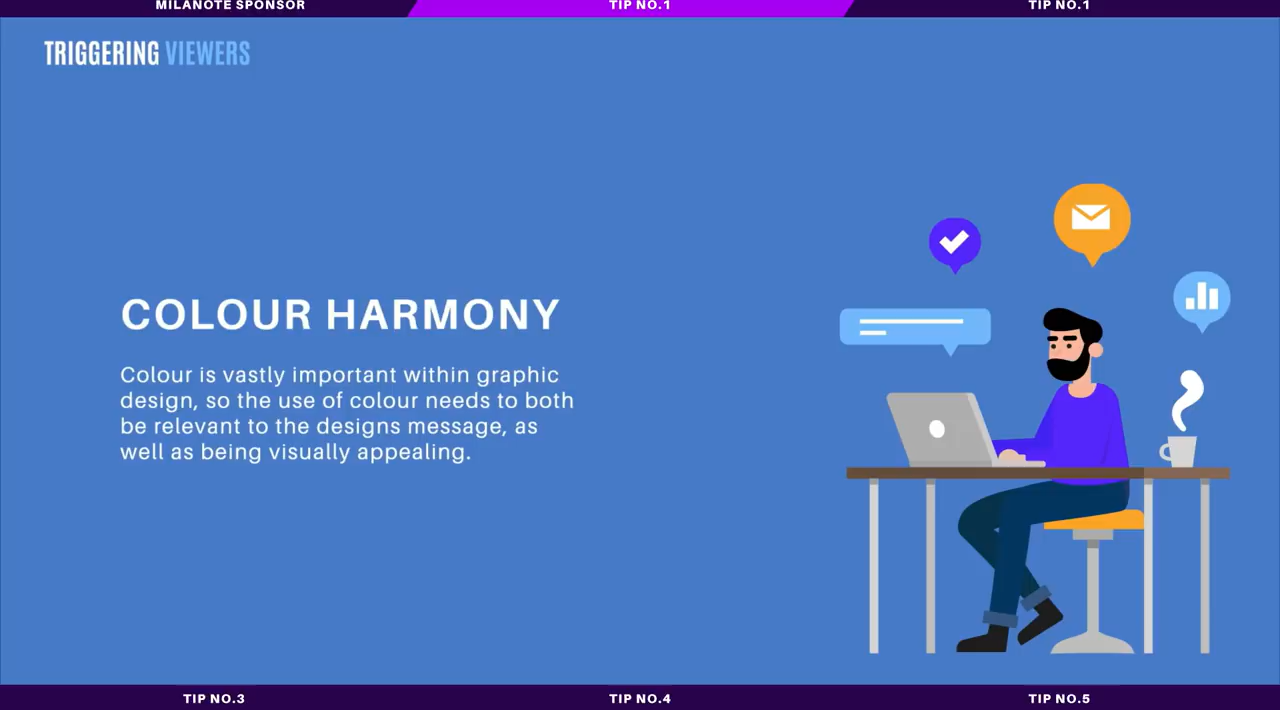 MILANOTE SPONSOR
TIP NO.1
TIP NO.1
TRIGGERING VIEWERS
COLOUR HARMONY
Colour is vastly important within graphic
design, so the use of colour needs to both
be relevant to the designs message, as
well as being visually appealing.
TIP NO.3
TIP NO.4
TIP NO.5